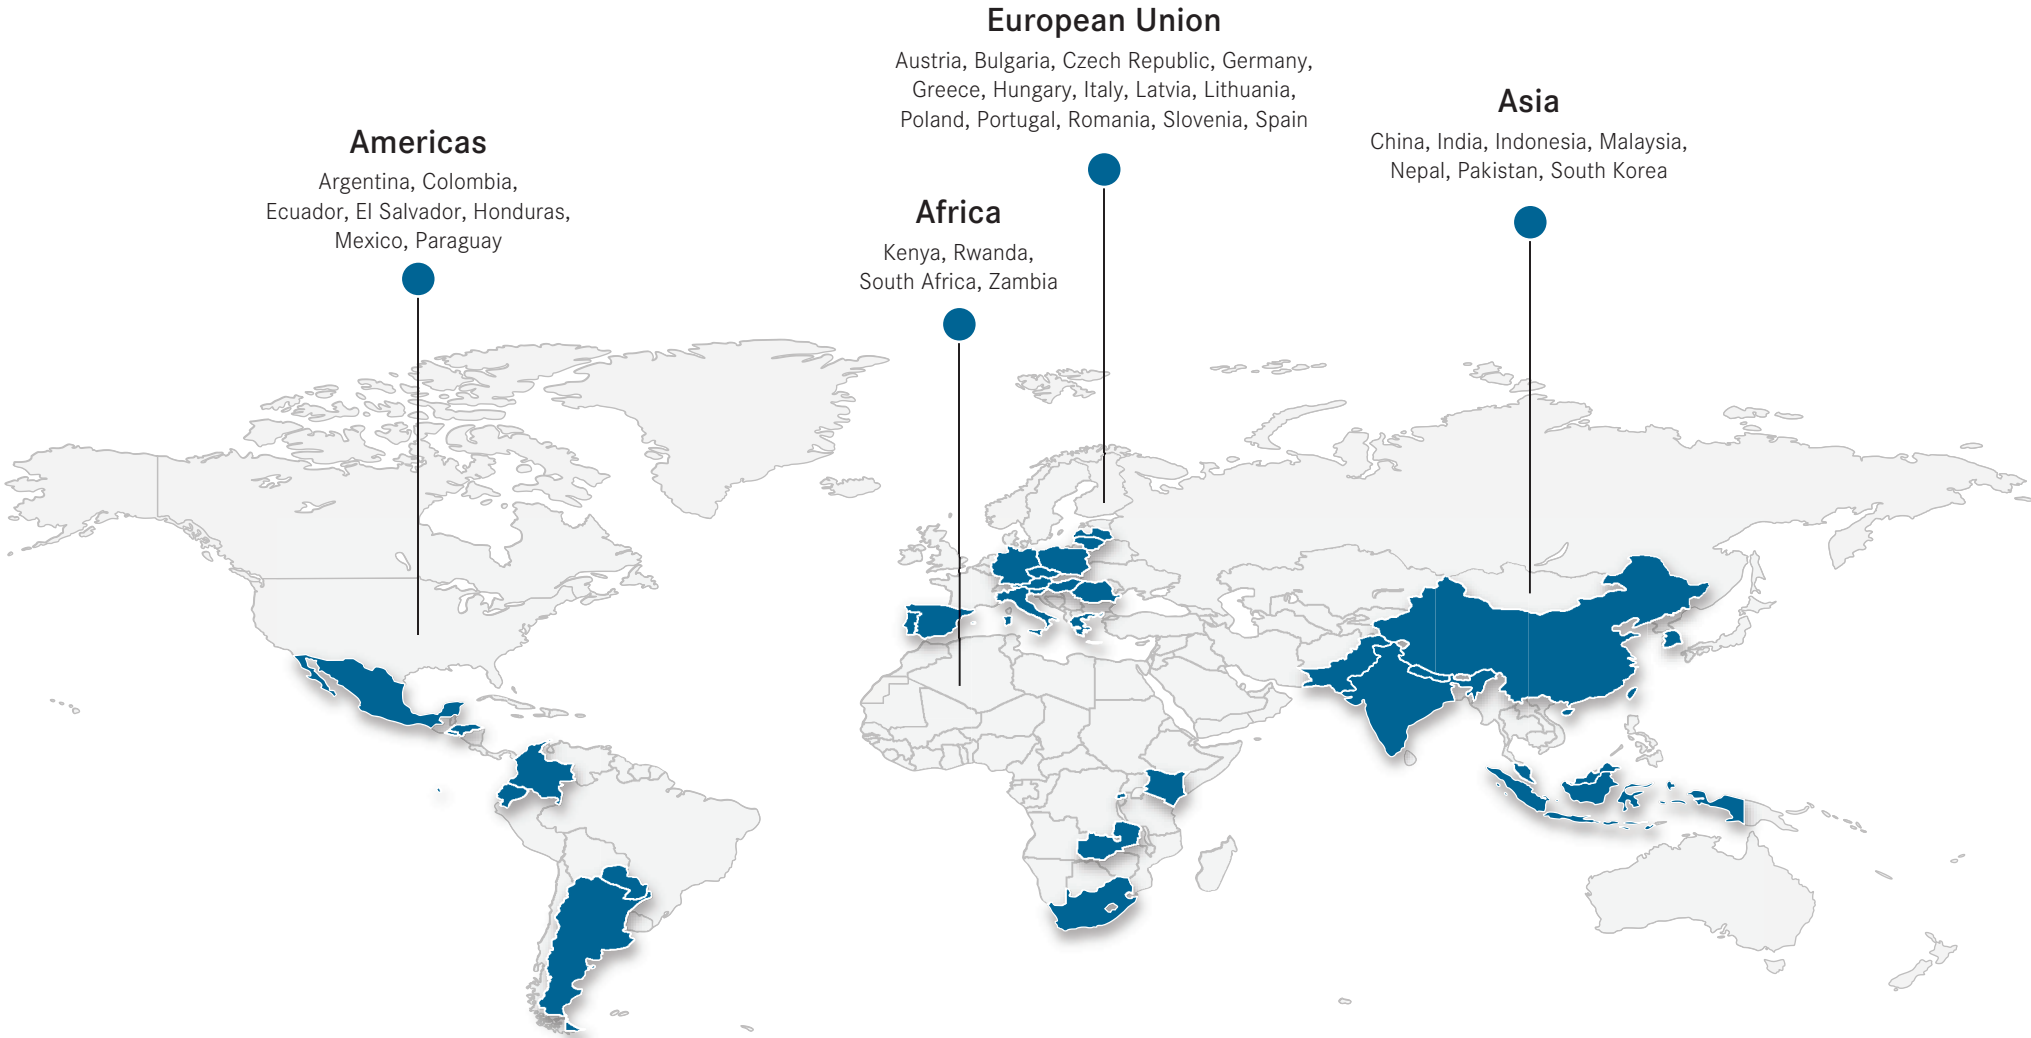 European Union
Austria, Bulgaria, Czech Republic, Germany,
Greece, Hungary, Italy, Latvia, Lithuania,
Poland, Portugal, Romania, Slovenia, Spain
Asia
China, India, Indonesia, Malaysia,
Nepal, Pakistan, South Korea
Americas
Argentina, Colombia,
Ecuador, El Salvador, Honduras,
Mexico, Paraguay
Africa
Kenya, Rwanda,
South Africa, Zambia